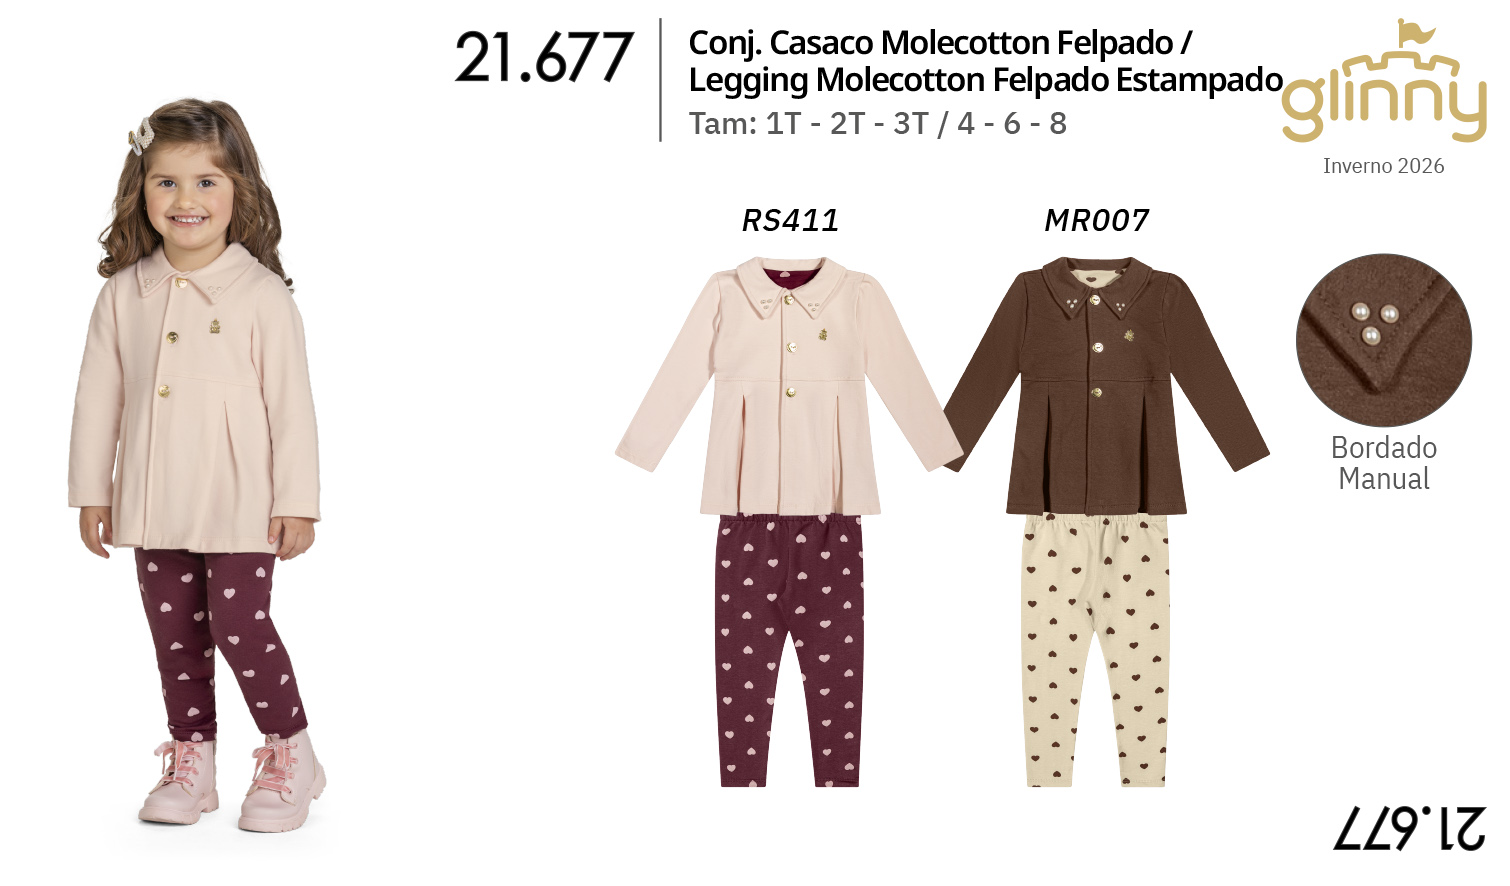 21.677
Conj. Casaco Molecotton Felpado /
Legging Molecotton Felpado Estampado
Tam: 1T - 2T - 3T / 4 - 6 - 8
glinny
Inverno 2026
RS411
MR007
Bordado
Manual
21.677